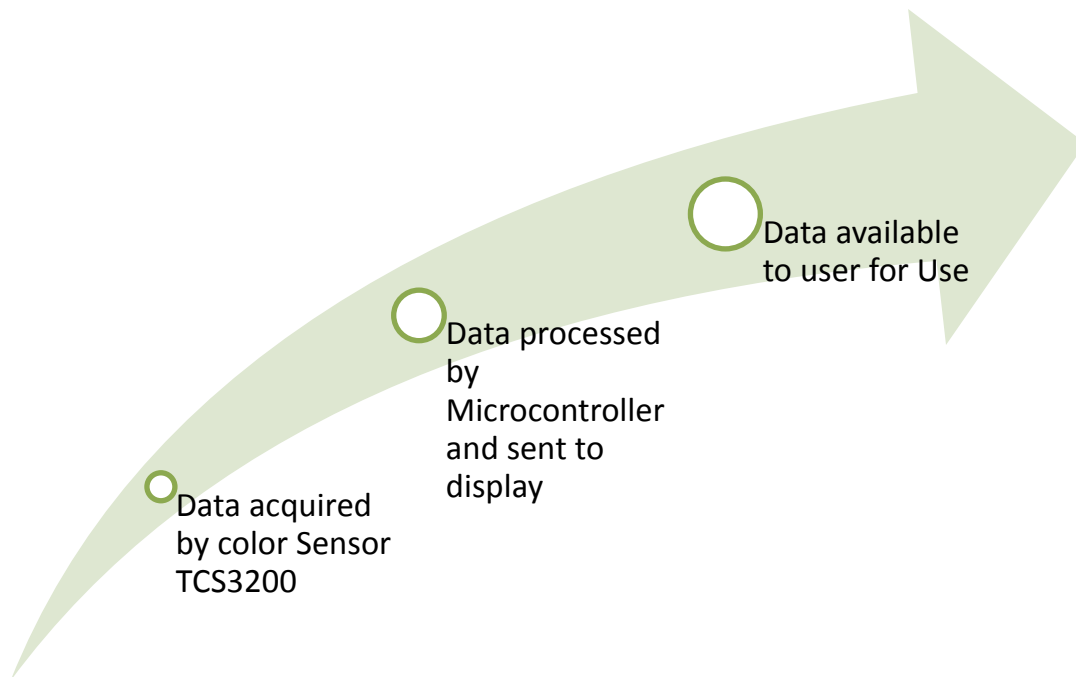 Data acquired
by color Sensor
TCS3200
Data processed
by
Microcontroller
and sent to
display
Data available
to user for Use